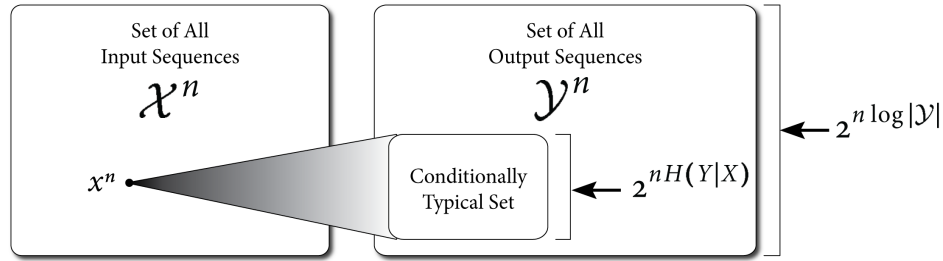 Set of All
Input Sequences
𝒳ⁿ
Set of All
Output Sequences
𝒴ⁿ
2^{n log|𝒴|}
xⁿ
Conditionally
Typical Set
2^{nH(Y|X)}